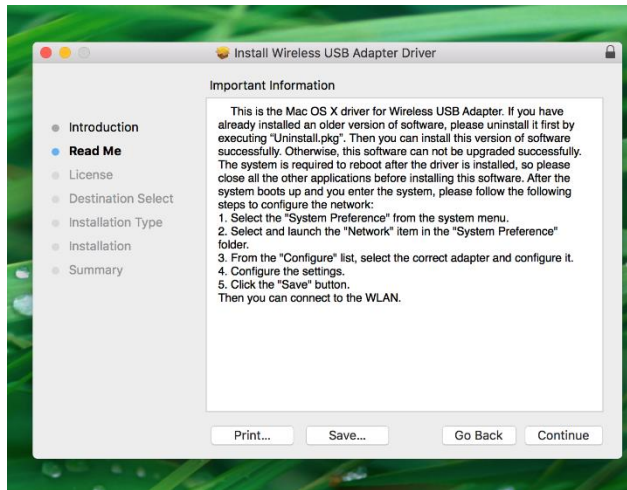 Install Wireless USB Adapter Driver
Important Information
Introduction
Read Me
License
Destination Select
Installation Type
Installation
Summary
This is the Mac OS X driver for Wireless USB Adapter. If you have
already installed an older version of software, please uninstall it first by
executing “Uninstall.pkg”. Then you can install this version of software
successfully. Otherwise, this software can not be upgraded successfully.
The system is required to reboot after the driver is installed, so please
close all the other applications before installing this software. After the
system boots up and you enter the system, please follow the following
steps to configure the network:
1. Select the "System Preference" from the system menu.
2. Select and launch the "Network" item in the "System Preference"
folder.
3. From the "Configure" list, select the correct adapter and configure it.
4. Configure the settings.
5. Click the "Save" button.
Then you can connect to the WLAN.
Print... Save... Go Back Continue